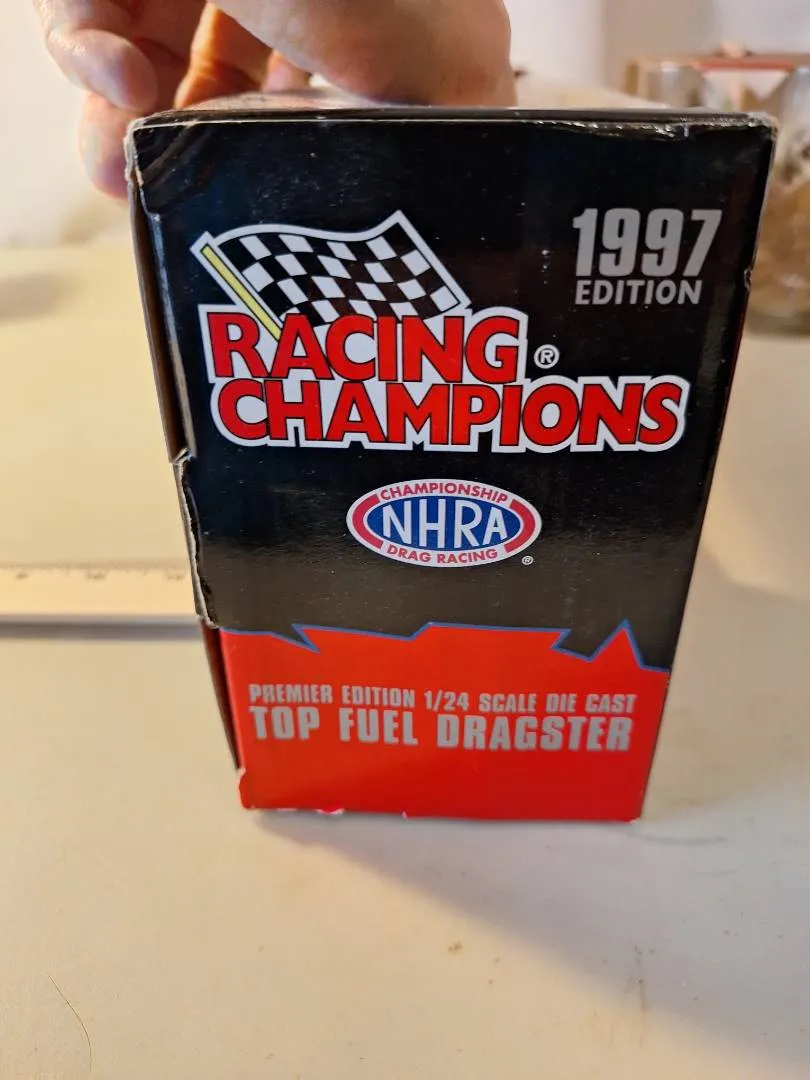 1997
EDITION
RACING®
CHAMPIONS
CHAMPIONSHIP
NHRA
DRAG RACING®
PREMIER EDITION 1/24 SCALE DIE CAST
TOP FUEL DRAGSTER